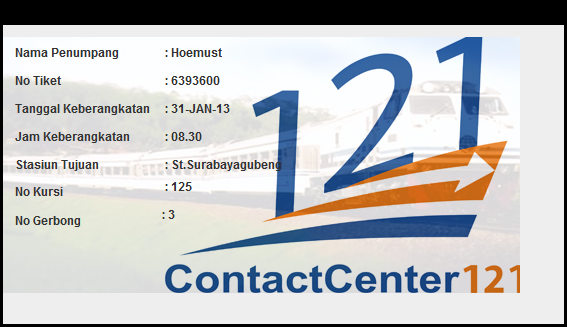 Nama Penumpang : Hoemust
No Tiket : 6393600
Tanggal Keberangkatan : 31-JAN-13
Jam Keberangkatan : 08.30
Stasiun Tujuan : St.Surabayagubeng
No Kursi : 125
No Gerbong : 3
121
ContactCenter121